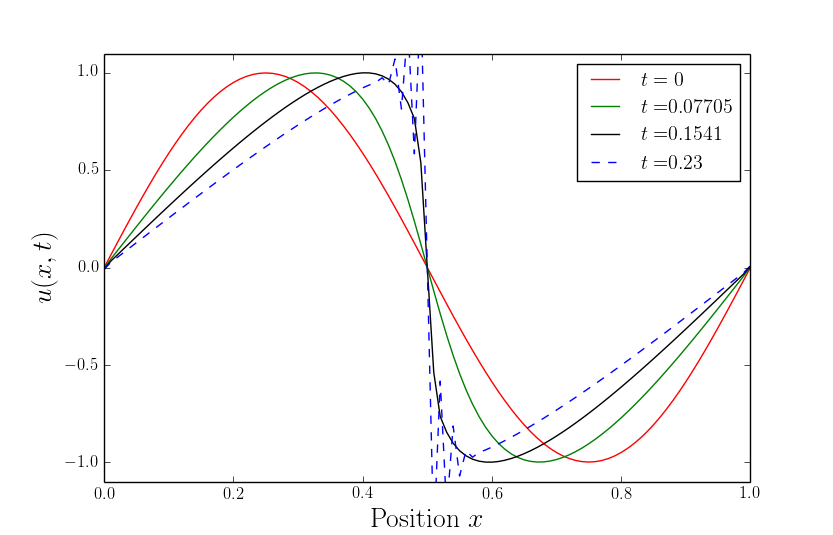 1.0
0.5
0.0
−0.5
−1.0
u(x, t)
t = 0
t =0.07705
t =0.1541
t =0.23
0.0 0.2 0.4 0.6 0.8 1.0
Position x